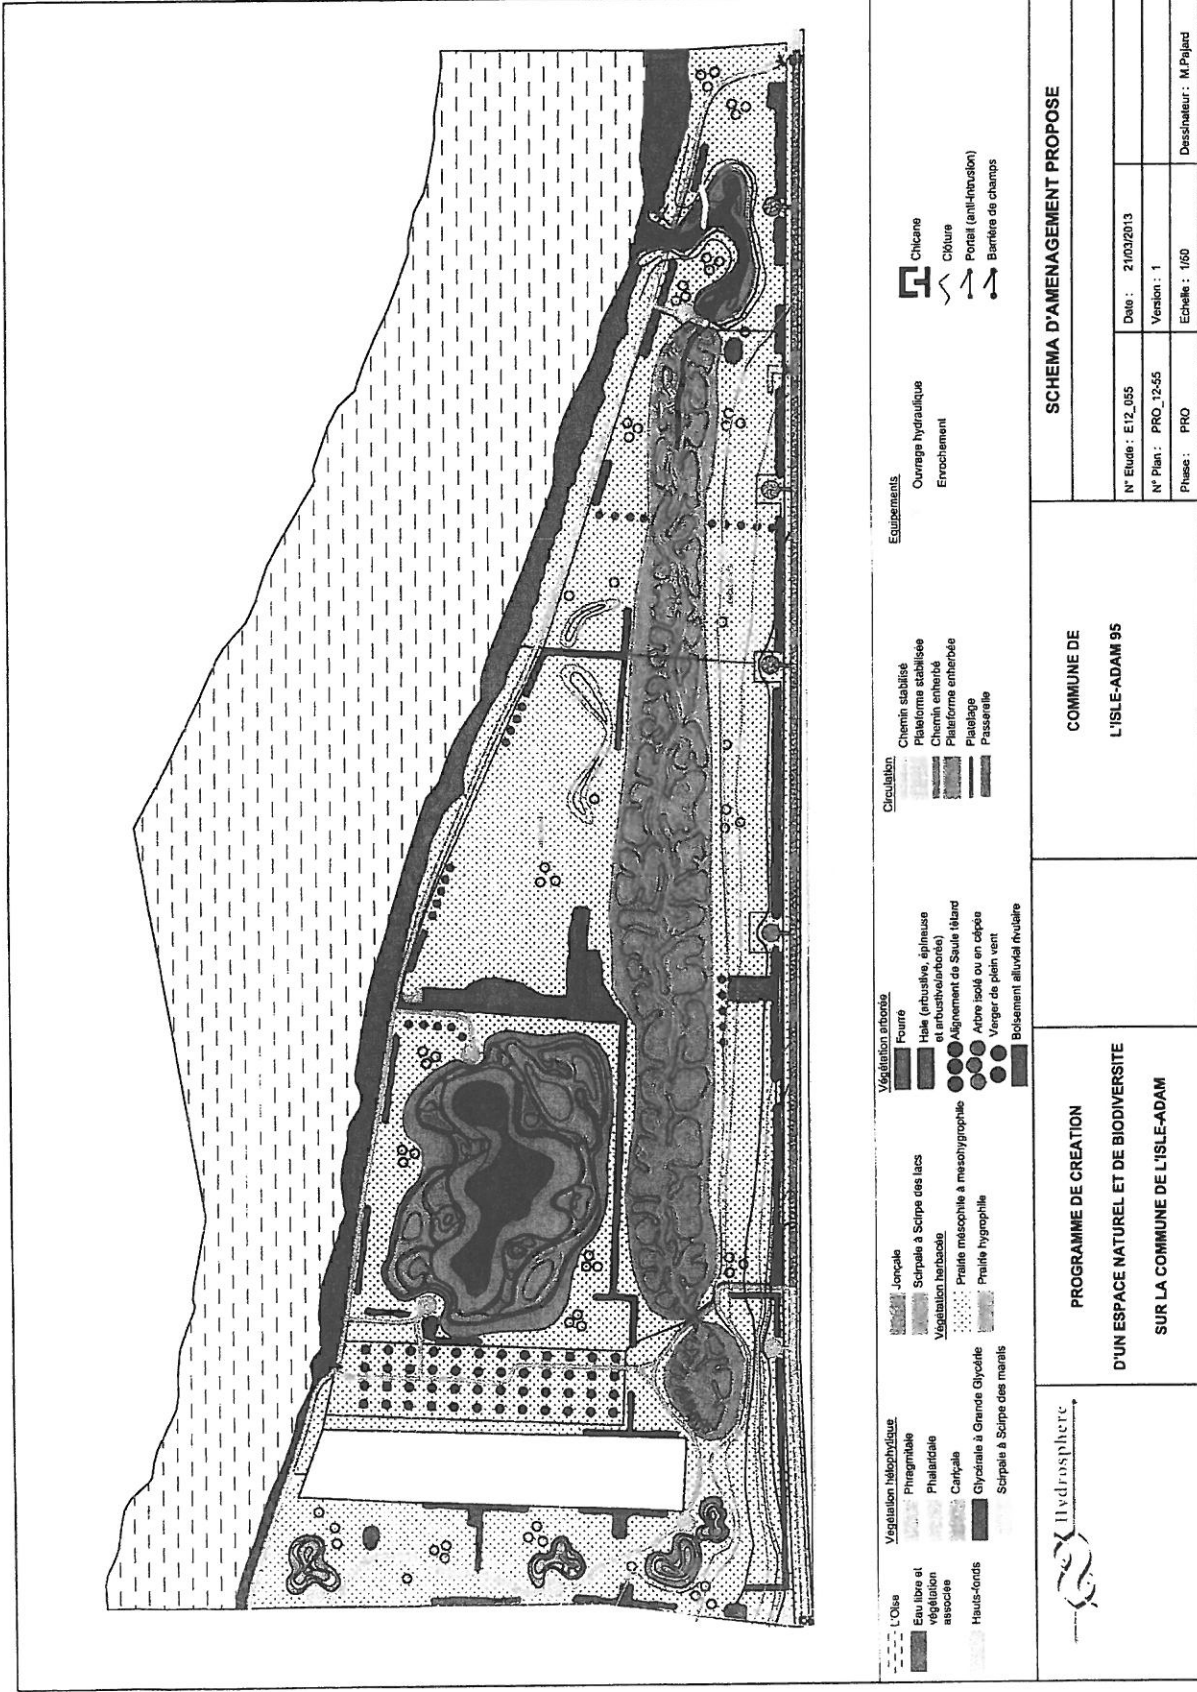 L'Oise
Eau libre et
végétation
associée
Hauts-fonds
Végétation hélophytique
Phragmitaie
Phalaridaie
Cariçaie
Glycéraie à Grande Glycérie
Scirpaie à Scirpe des marais
Jonçaie
Scirpaie à Scirpe des lacs
Végétation herbacée
Prairie mésophile à mésohygrophile
Prairie hygrophile
Végétation arborée
Fourré
Haie (arbustive, épineuse
et arbustive/arborée)
Alignement de Saule têtard
Arbre isolé ou en cépée
Verger de plein vent
Boisement alluvial rivulaire
Circulation
Chemin stabilisé
Plateforme stabilisée
Chemin enherbé
Plateforme enherbée
Platelage
Passerelle
Equipements
Ouvrage hydraulique
Enrochement
Chicane
Clôture
Portail (anti-intrusion)
Barrière de champs
Hydrosphere
PROGRAMME DE CREATION
D'UN ESPACE NATUREL ET DE BIODIVERSITE
SUR LA COMMUNE DE L'ISLE-ADAM
COMMUNE DE
L'ISLE-ADAM 95
SCHEMA D'AMENAGEMENT PROPOSE
N° Etude : E12_055
Date : 21/03/2013
N° Plan : PRO_12-55
Version : 1
Phase : PRO
Echelle : 1/60
Dessinateur : M.Pajard